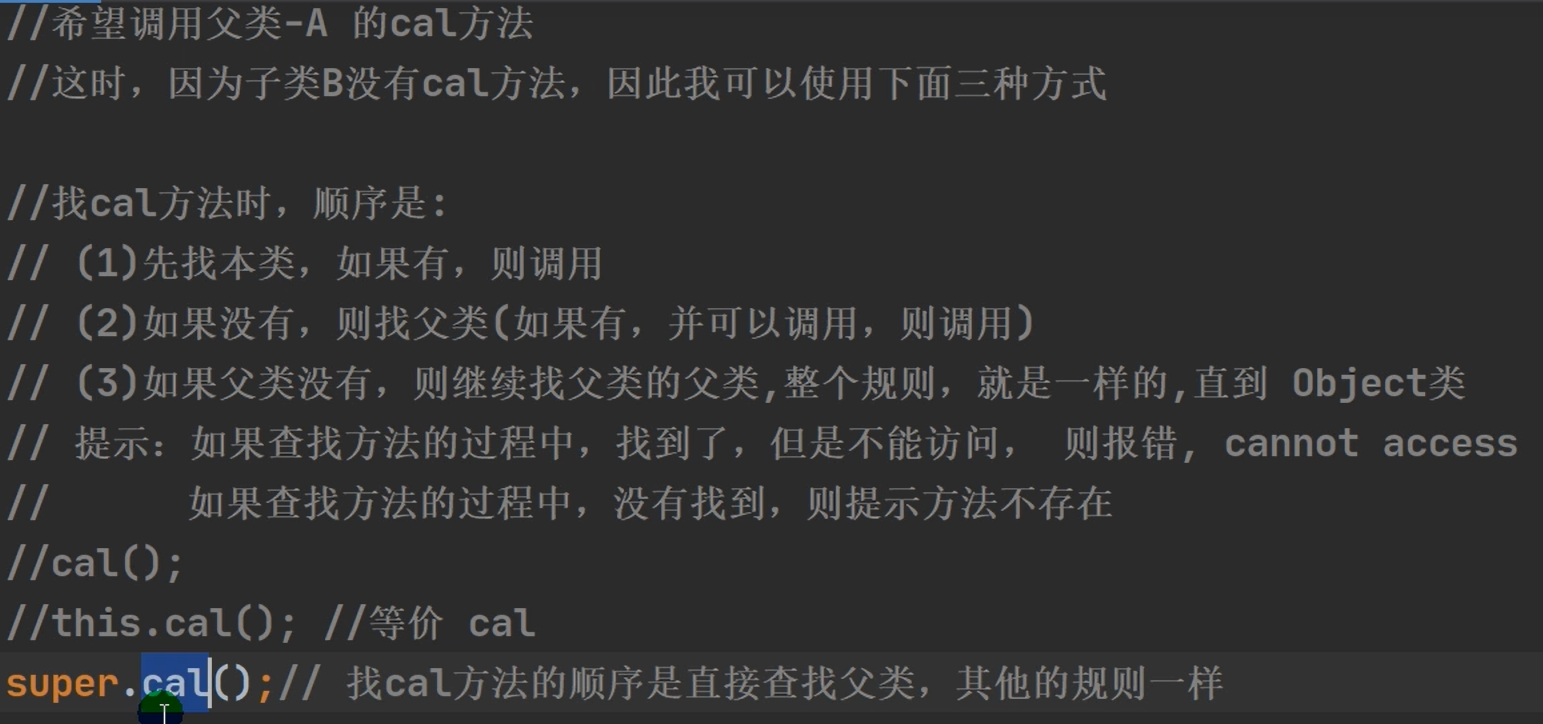 //希望调用父类-A 的cal方法
//这时，因为子类B没有cal方法，因此我可以使用下面三种方式
//找cal方法时，顺序是:
// (1)先找本类，如果有，则调用
// (2)如果没有，则找父类(如果有，并可以调用，则调用)
// (3)如果父类没有，则继续找父类的父类,整个规则，就是一样的,直到 Object类
// 提示：如果查找方法的过程中，找到了，但是不能访问， 则报错, cannot access
//      如果查找方法的过程中，没有找到，则提示方法不存在
//cal();
//this.cal(); //等价 cal
super.cal();// 找cal方法的顺序是直接查找父类，其他的规则一样